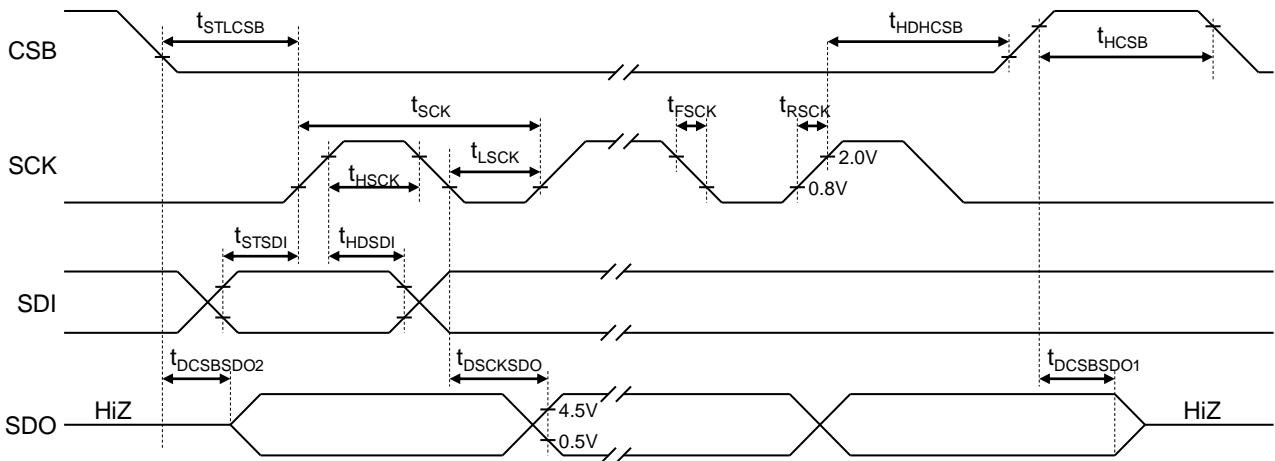 CSB
tSTLCSB
tHDHCSB
tHCSB
SCK
tSCK
tFSCK
tRSCK
tHSCK
tLSCK
2.0V
0.8V
SDI
tSTSDI
tHDSDI
SDO
HiZ
tDCSBSDO2
tDSCKSDO
4.5V
0.5V
tDCSBSDO1
HiZ